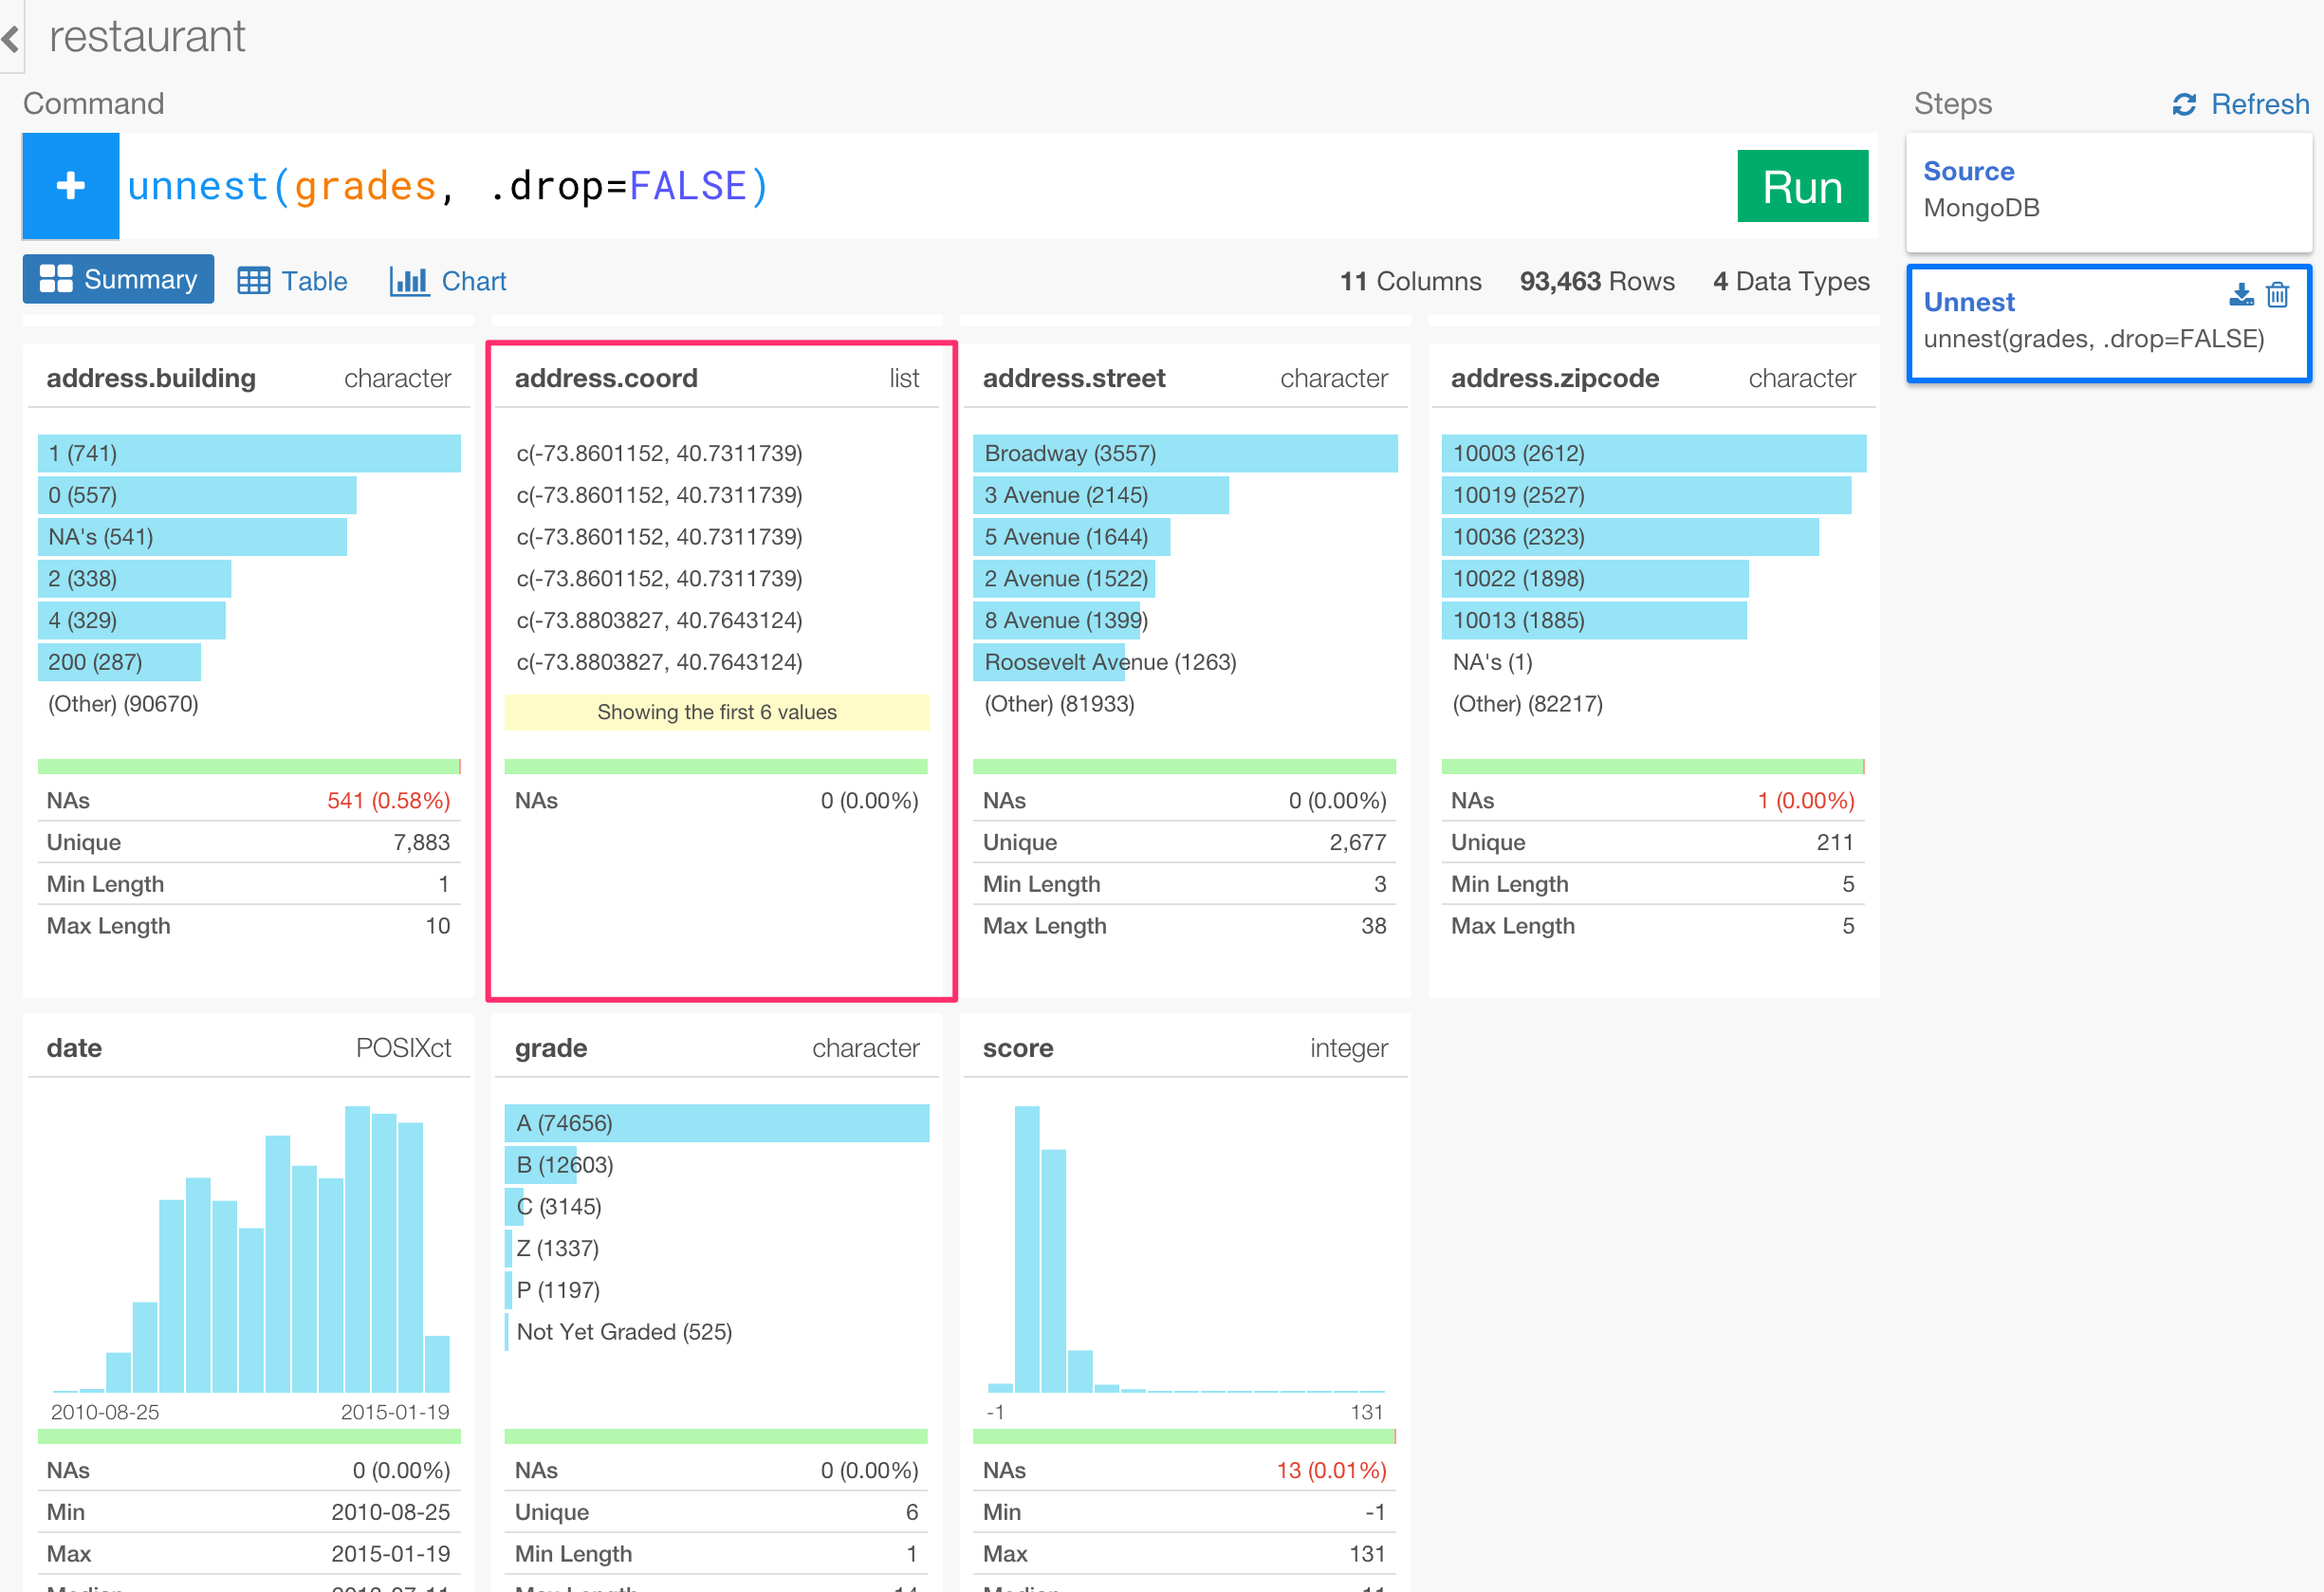 restaurant
Command
Steps
Refresh
unnest(grades, .drop=FALSE)
Run
Source
MongoDB
Summary
Table
Chart
11 Columns
93,463 Rows
4 Data Types
Unnest
unnest(grades, .drop=FALSE)
address.building
character
1 (741)
0 (557)
NA's (541)
2 (338)
4 (329)
200 (287)
(Other) (90670)
NAs 541 (0.58%)
Unique 7,883
Min Length 1
Max Length 10
address.coord
list
c(-73.8601152, 40.7311739)
c(-73.8601152, 40.7311739)
c(-73.8601152, 40.7311739)
c(-73.8601152, 40.7311739)
c(-73.8803827, 40.7643124)
c(-73.8803827, 40.7643124)
Showing the first 6 values
NAs 0 (0.00%)
address.street
character
Broadway (3557)
3 Avenue (2145)
5 Avenue (1644)
2 Avenue (1522)
8 Avenue (1399)
Roosevelt Avenue (1263)
(Other) (81933)
NAs 0 (0.00%)
Unique 2,677
Min Length 3
Max Length 38
address.zipcode
character
10003 (2612)
10019 (2527)
10036 (2323)
10022 (1898)
10013 (1885)
NA's (1)
(Other) (82217)
NAs 1 (0.00%)
Unique 211
Min Length 5
Max Length 5
date
POSIXct
2010-08-25
2015-01-19
NAs 0 (0.00%)
Min 2010-08-25
Max 2015-01-19
grade
character
A (74656)
B (12603)
C (3145)
Z (1337)
P (1197)
Not Yet Graded (525)
NAs 0 (0.00%)
Unique 6
Min Length 1
score
integer
-1
131
NAs 13 (0.01%)
Min -1
Max 131